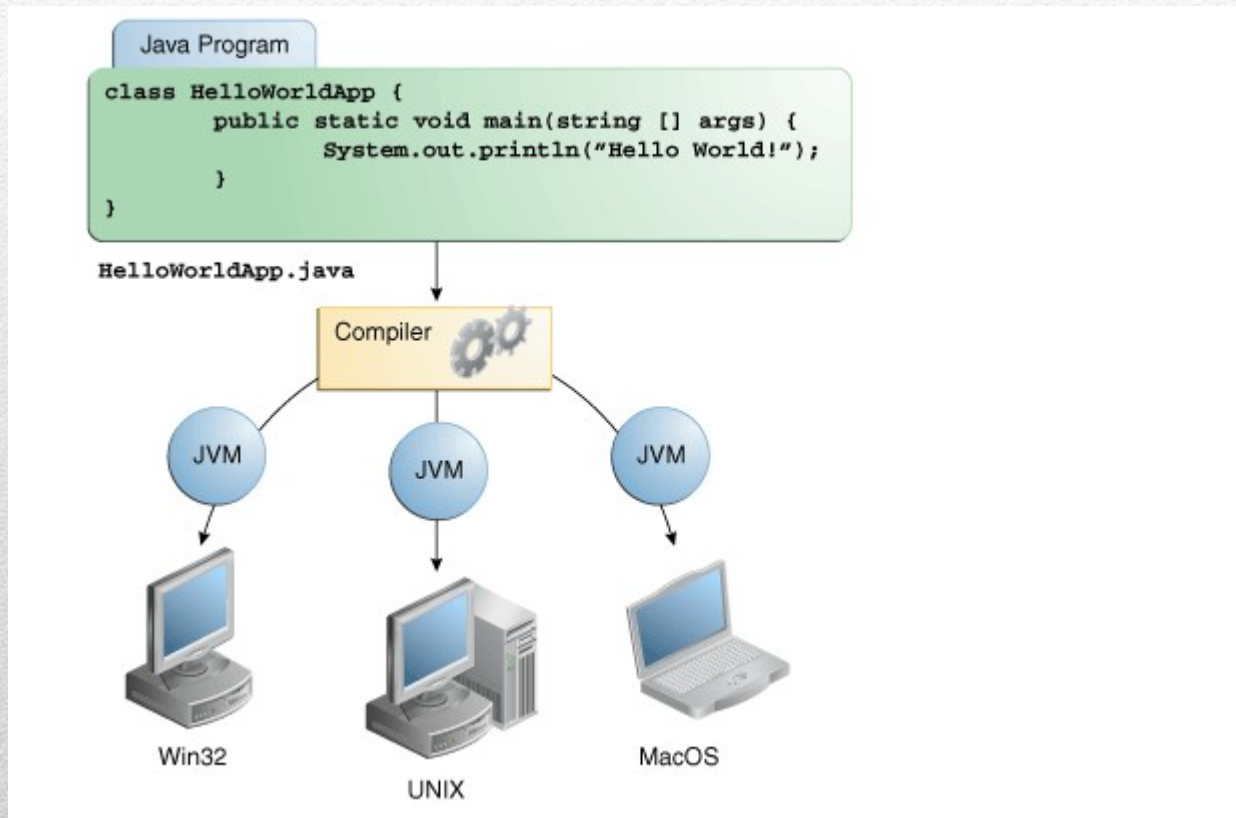 Java Program
class HelloWorldApp {
public static void main(string [] args) {
System.out.println("Hello World!");
}
}
HelloWorldApp.java
Compiler
JVM
JVM
JVM
Win32
UNIX
MacOS